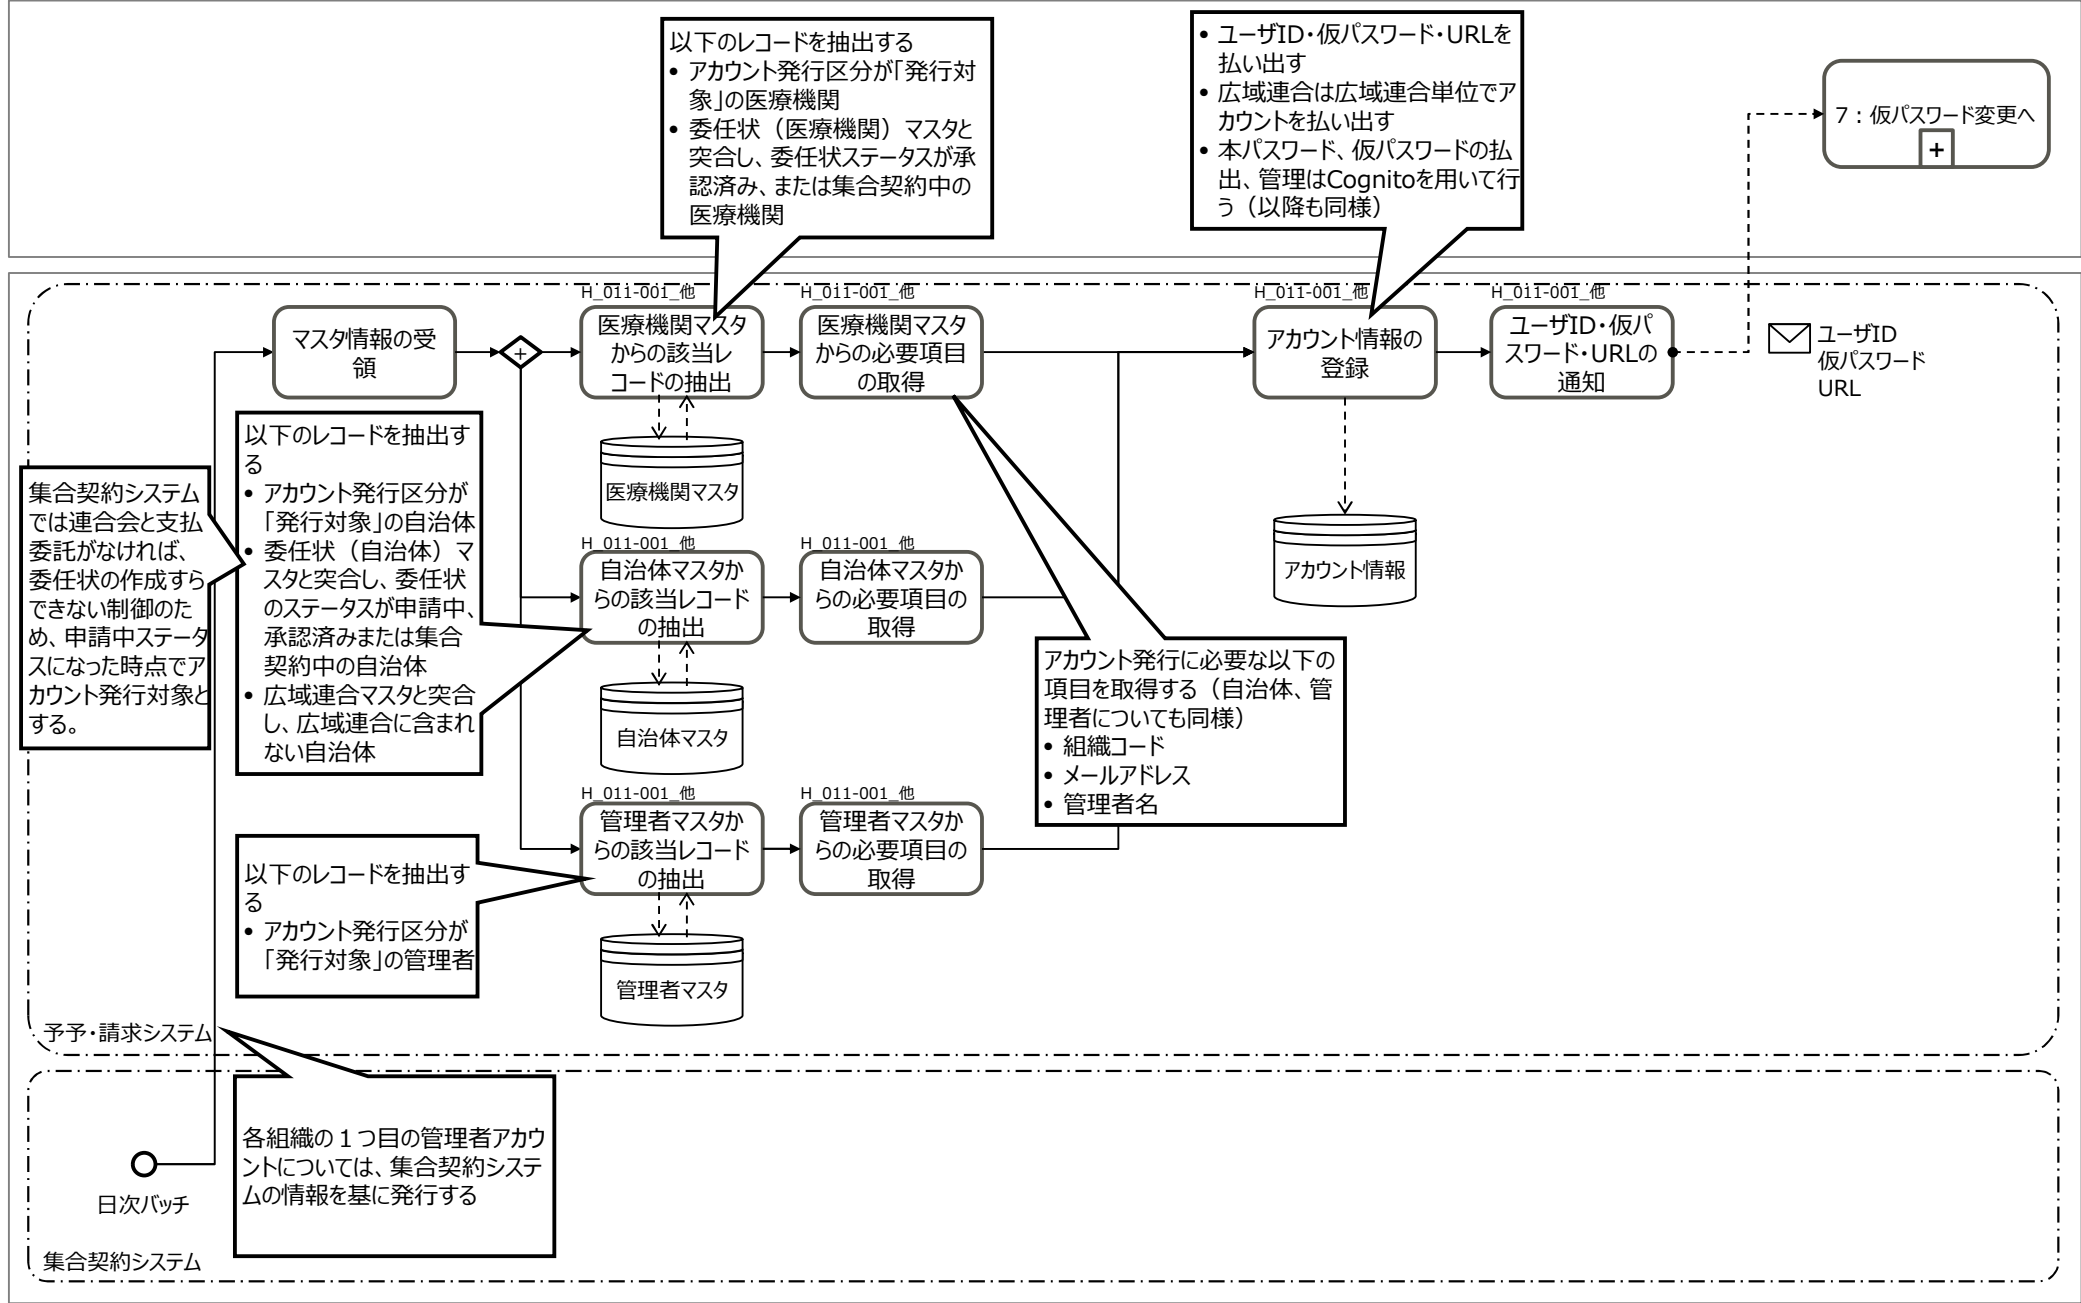 以下のレコードを抽出する
• アカウント発行区分が「発行対
象」の医療機関
• 委任状（医療機関）マスタと
突合し、委任状ステータスが承
認済み、または集合契約中の
医療機関
• ユーザID・仮パスワード・URLを
払い出す
• 広域連合は広域連合単位でア
カウントを払い出す
• 本パスワード、仮パスワードの払
出、管理はCognitoを用いて行
う（以降も同様）
7：仮パスワード変更へ
+
マスタ情報の受
領
+
H_011-001_他
医療機関マスタ
からの該当レ
コードの抽出
H_011-001_他
医療機関マスタ
からの必要項目
の取得
H_011-001_他
アカウント情報の
登録
H_011-001_他
ユーザID・仮パ
スワード・URLの
通知
ユーザID
仮パスワード
URL
医療機関マスタ
アカウント情報
以下のレコードを抽出す
る
• アカウント発行区分が
「発行対象」の自治体
• 委任状（自治体）マ
スタと突合し、委任状
のステータスが申請中、
承認済みまたは集合
契約中の自治体
• 広域連合マスタと突合
し、広域連合に含まれ
ない自治体
集合契約システム
では連合会と支払
委託がなければ、
委任状の作成すら
できない制御のた
め、申請中ステータ
スになった時点でア
カウント発行対象と
する。
H_011-001_他
自治体マスタか
らの該当レコード
の抽出
H_011-001_他
自治体マスタか
らの必要項目の
取得
自治体マスタ
アカウント発行に必要な以下の
項目を取得する（自治体、管
理者についても同様）
• 組織コード
• メールアドレス
• 管理者名
H_011-001_他
管理者マスタか
らの該当レコード
の抽出
H_011-001_他
管理者マスタか
らの必要項目の
取得
管理者マスタ
以下のレコードを抽出す
る
• アカウント発行区分が
「発行対象」の管理者
予予・請求システム
各組織の１つ目の管理者アカウ
ントについては、集合契約システ
ムの情報を基に発行する
日次バッチ
集合契約システム